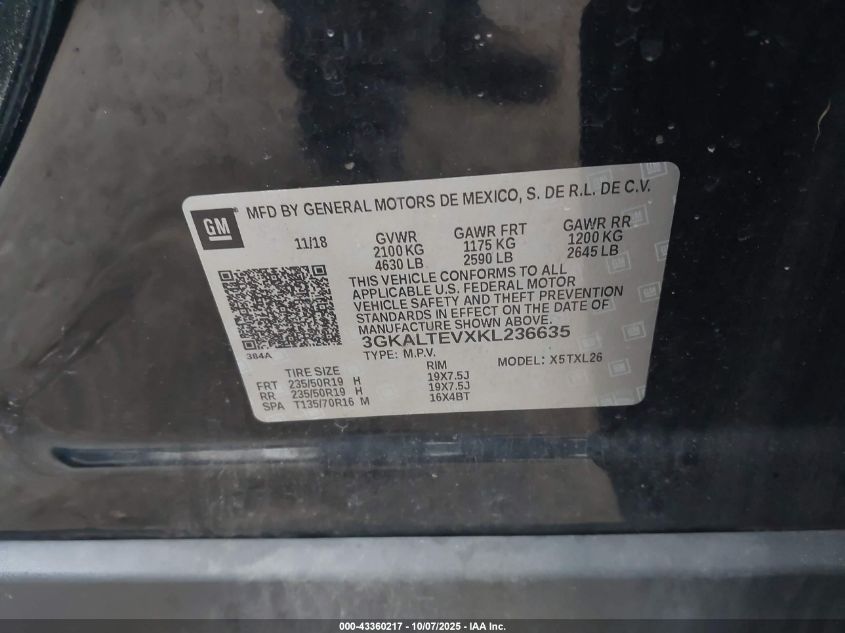 GM
MFD BY GENERAL MOTORS DE MEXICO, S. DE R.L. DE C.V.
11/18 GVWR GAWR FRT GAWR RR
2100 KG 1175 KG 1200 KG
4630 LB 2590 LB 2645 LB
THIS VEHICLE CONFORMS TO ALL
APPLICABLE U.S. FEDERAL MOTOR
VEHICLE SAFETY AND THEFT PREVENTION
STANDARDS IN EFFECT ON THE DATE OF
MANUFACTURE SHOWN ABOVE.
3GKALTEVXKL236635
384A
TYPE: M.P.V. MODEL: X5TXL26
TIRE SIZE RIM
FRT 235/50R19 H 19X7.5J
RR 235/50R19 H 19X7.5J
SPA T135/70R16 M 16X4BT
000-43360217 - 10/07/2025 - IAA Inc.